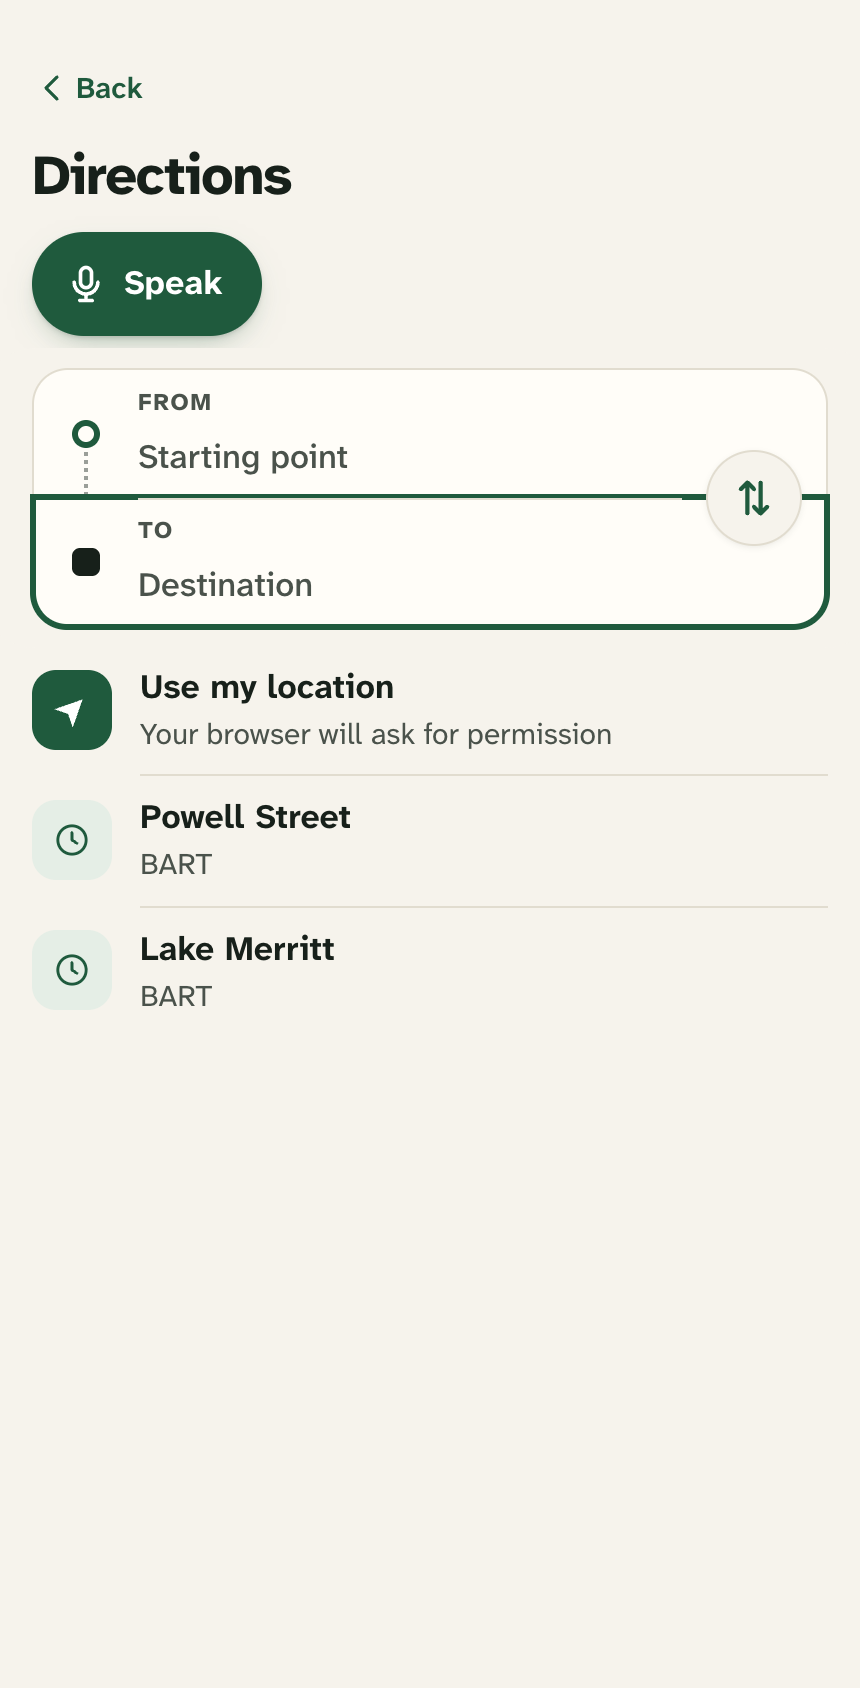 Back
Directions
Speak
FROM
Starting point
TO
Destination
Use my location
Your browser will ask for permission
Powell Street
BART
Lake Merritt
BART